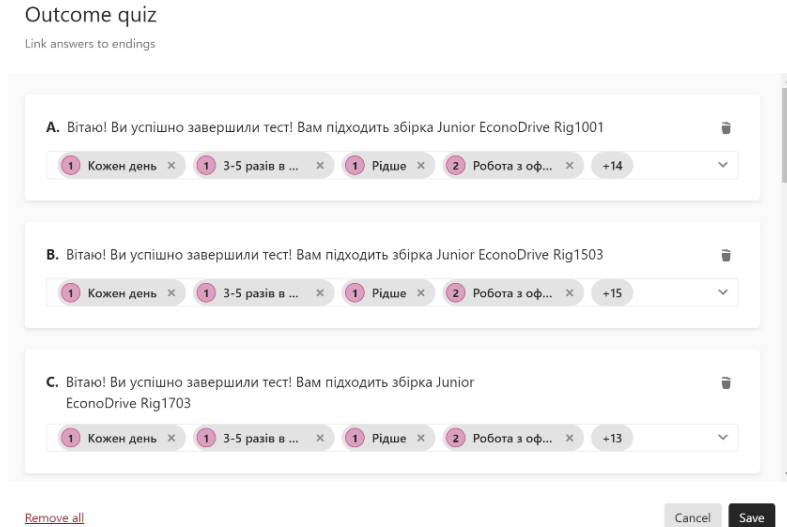 Outcome quiz
Link answers to endings
A. Вітаю! Ви успішно завершили тест! Вам підходить збірка Junior EconoDrive Rig1001
1 Кожен день × 1 3-5 разів в ... × 1 Рідше × 2 Робота з оф... × +14
B. Вітаю! Ви успішно завершили тест! Вам підходить збірка Junior EconoDrive Rig1503
1 Кожен день × 1 3-5 разів в ... × 1 Рідше × 2 Робота з оф... × +15
C. Вітаю! Ви успішно завершили тест! Вам підходить збірка Junior
EconoDrive Rig1703
1 Кожен день × 1 3-5 разів в ... × 1 Рідше × 2 Робота з оф... × +13
Remove all Cancel Save